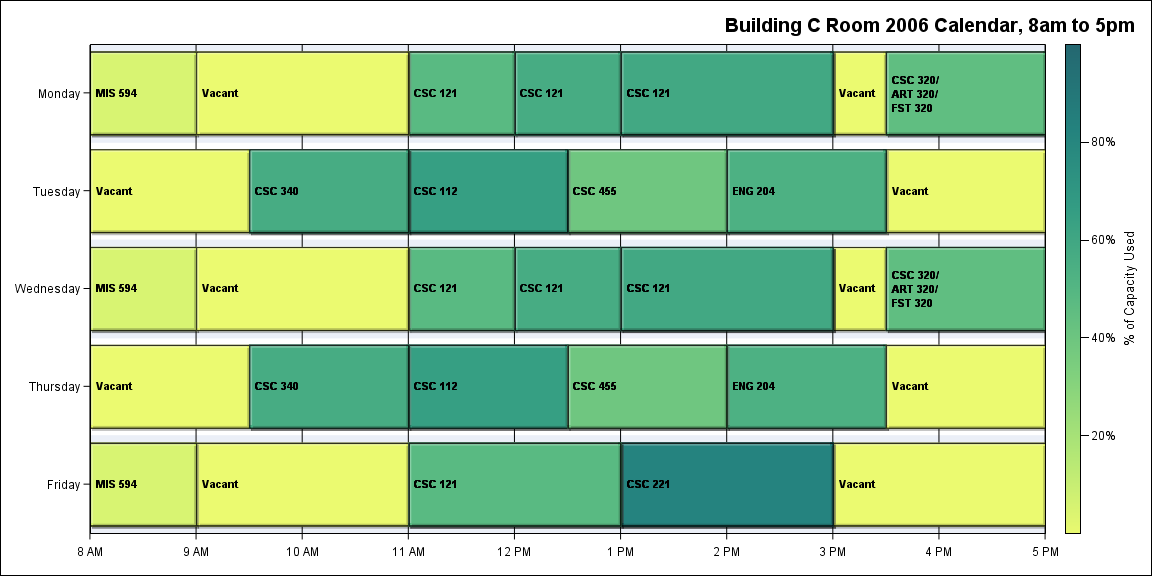 Building C Room 2006 Calendar, 8am to 5pm
Monday
MIS 594
Vacant
CSC 121
CSC 121
CSC 121
Vacant
CSC 320/
ART 320/
FST 320
Tuesday
Vacant
CSC 340
CSC 112
CSC 455
ENG 204
Vacant
Wednesday
MIS 594
Vacant
CSC 121
CSC 121
CSC 121
Vacant
CSC 320/
ART 320/
FST 320
Thursday
Vacant
CSC 340
CSC 112
CSC 455
ENG 204
Vacant
Friday
MIS 594
Vacant
CSC 121
CSC 221
Vacant
8 AM
9 AM
10 AM
11 AM
12 PM
1 PM
2 PM
3 PM
4 PM
5 PM
80%
60%
40%
20%
% of Capacity Used